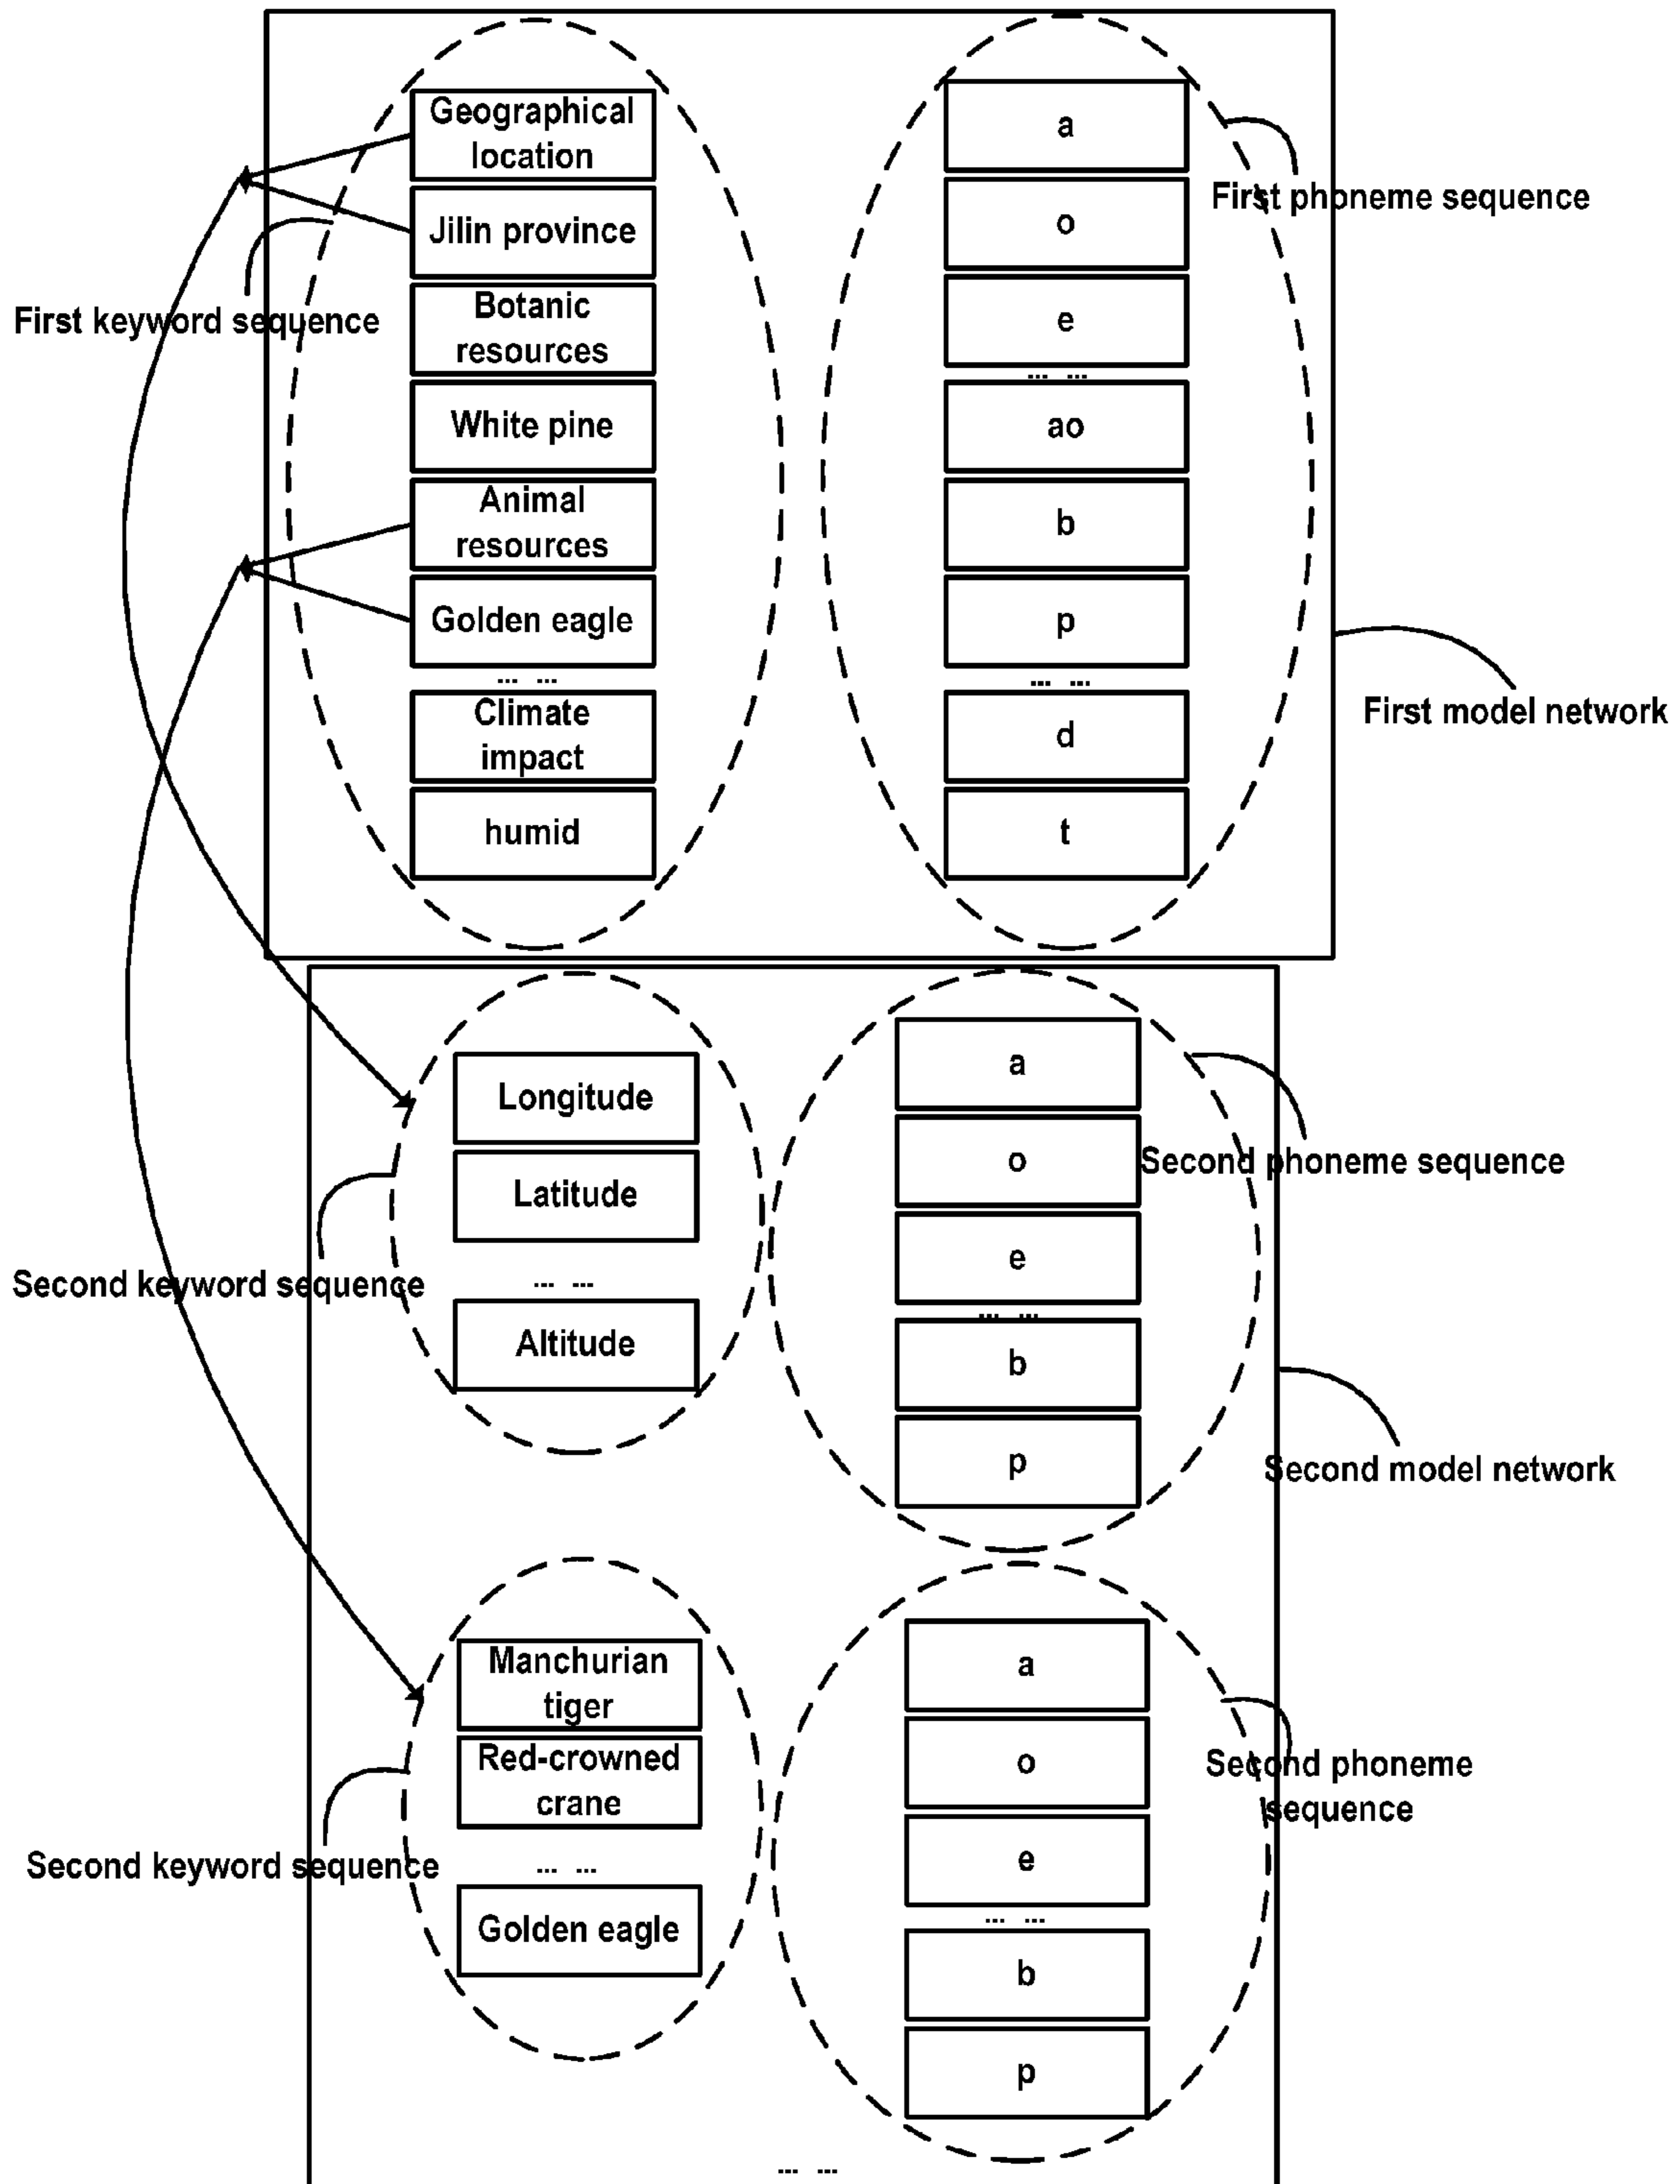 Geographical
location
Jilin province
First keyword sequence
Botanic
resources
White pine
Animal
resources
Golden eagle
... ...
Climate
impact
humid
a
First phoneme sequence
o
e
... ...
ao
b
p
... ...
d
t
First model network
Longitude
Latitude
Second keyword sequence
... ...
Altitude
a
o
Second phoneme sequence
e
... ...
b
p
Second model network
Manchurian
tiger
Red-crowned
crane
Second keyword sequence
... ...
Golden eagle
a
o
Second phoneme
sequence
e
... ...
b
p
... ...